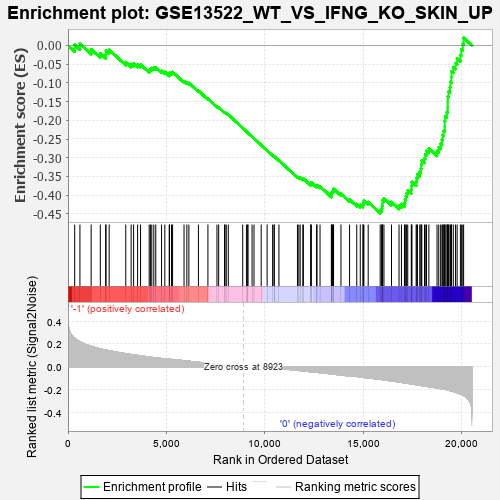 Enrichment plot: GSE13522_WT_VS_IFNG_KO_SKIN_UP
Enrichment score (ES)
0.00
-0.05
-0.10
-0.15
-0.20
-0.25
-0.30
-0.35
-0.40
-0.45
'-1' (positively correlated)
Ranked list metric (Signal2Noise)
0.4
0.2
0.0
-0.2
-0.4
Zero cross at 8923
'0' (negatively correlated)
0 5,000 10,000 15,000 20,000
Rank in Ordered Dataset
Enrichment profile Hits Ranking metric scores